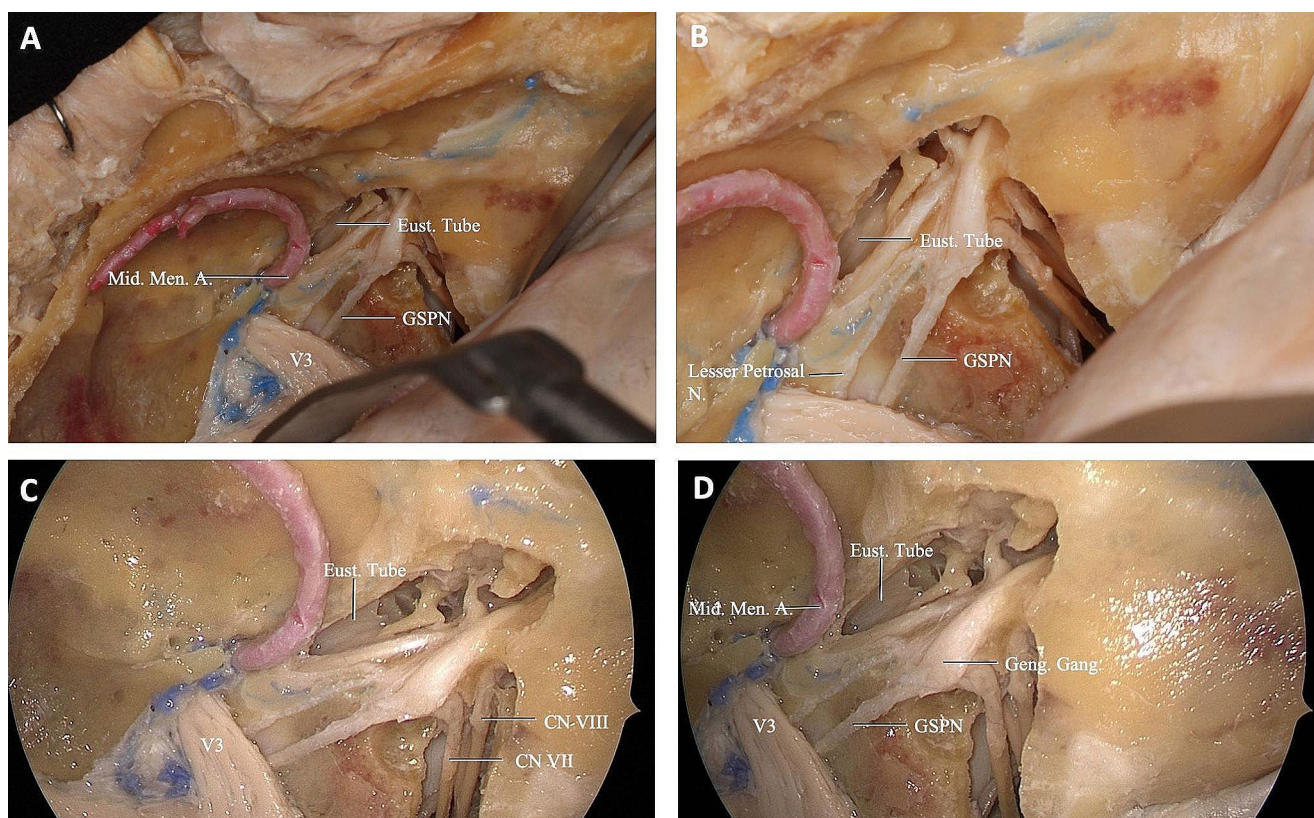 A
Eust. Tube
Mid. Men. A.
GSPN
V3
B
Eust. Tube
GSPN
Lesser Petrosal
N.
C
Eust. Tube
CN-VIII
V3
CN VII
D
Eust. Tube
Mid. Men. A.
Geng. Gang.
GSPN
V3